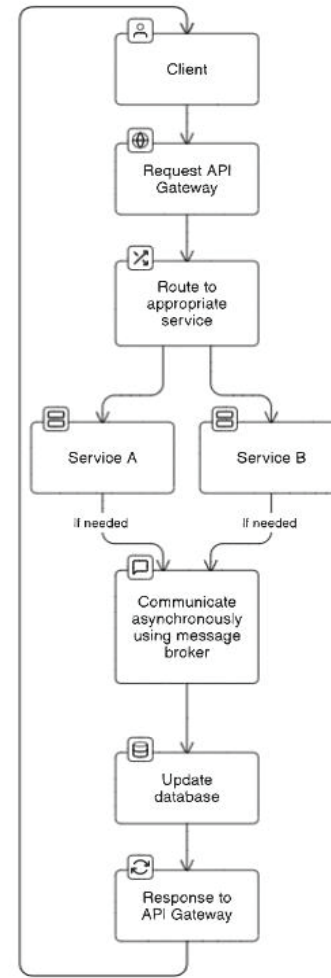 Client
Request API
Gateway
Route to
appropriate
service
Service A
Service B
If needed
If needed
Communicate
asynchronously
using message
broker
Update
database
Response to
API Gateway